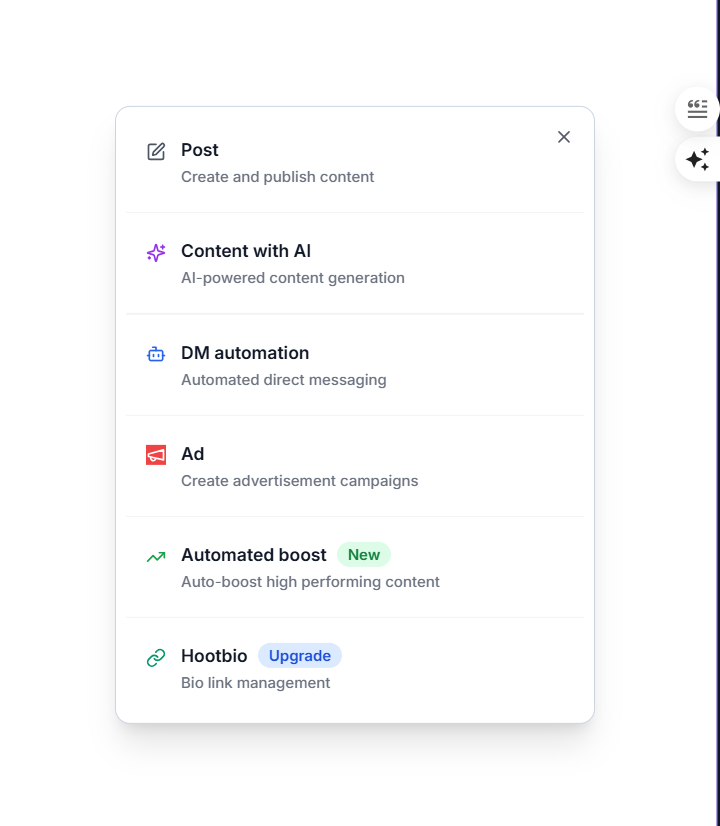 Post
Create and publish content
Content with AI
AI-powered content generation
DM automation
Automated direct messaging
Ad
Create advertisement campaigns
Automated boost New
Auto-boost high performing content
Hootbio Upgrade
Bio link management